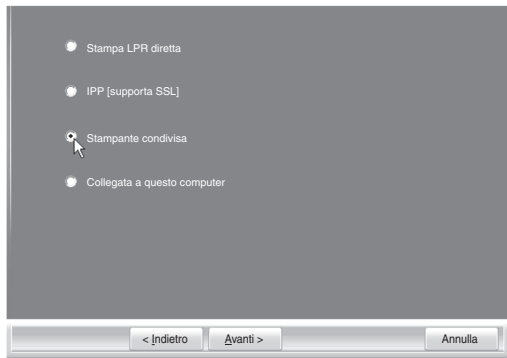 Stampa LPR diretta
IPP [supporta SSL]
Stampante condivisa
Collegata a questo computer
< Indietro Avanti > Annulla